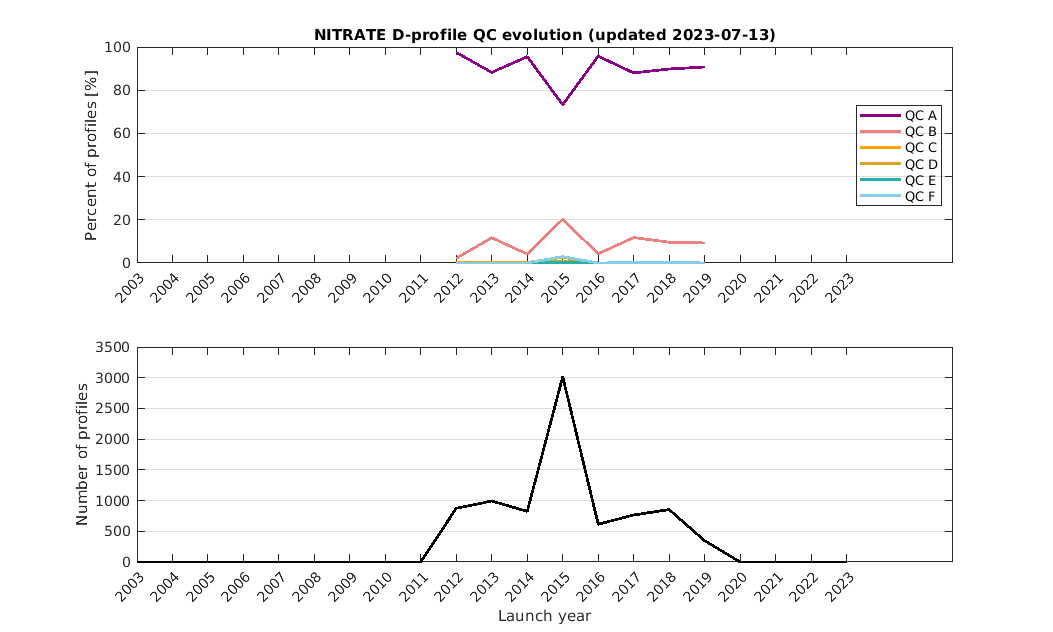 NITRATE D-profile QC evolution (updated 2023-07-13)
Percent of profiles [%]
100
80
60
40
20
0
QC A
QC B
QC C
QC D
QC E
QC F
2003 2004 2005 2006 2007 2008 2009 2010 2011 2012 2013 2014 2015 2016 2017 2018 2019 2020 2021 2022 2023
Number of profiles
3500
3000
2500
2000
1500
1000
500
0
2003 2004 2005 2006 2007 2008 2009 2010 2011 2012 2013 2014 2015 2016 2017 2018 2019 2020 2021 2022 2023
Launch year